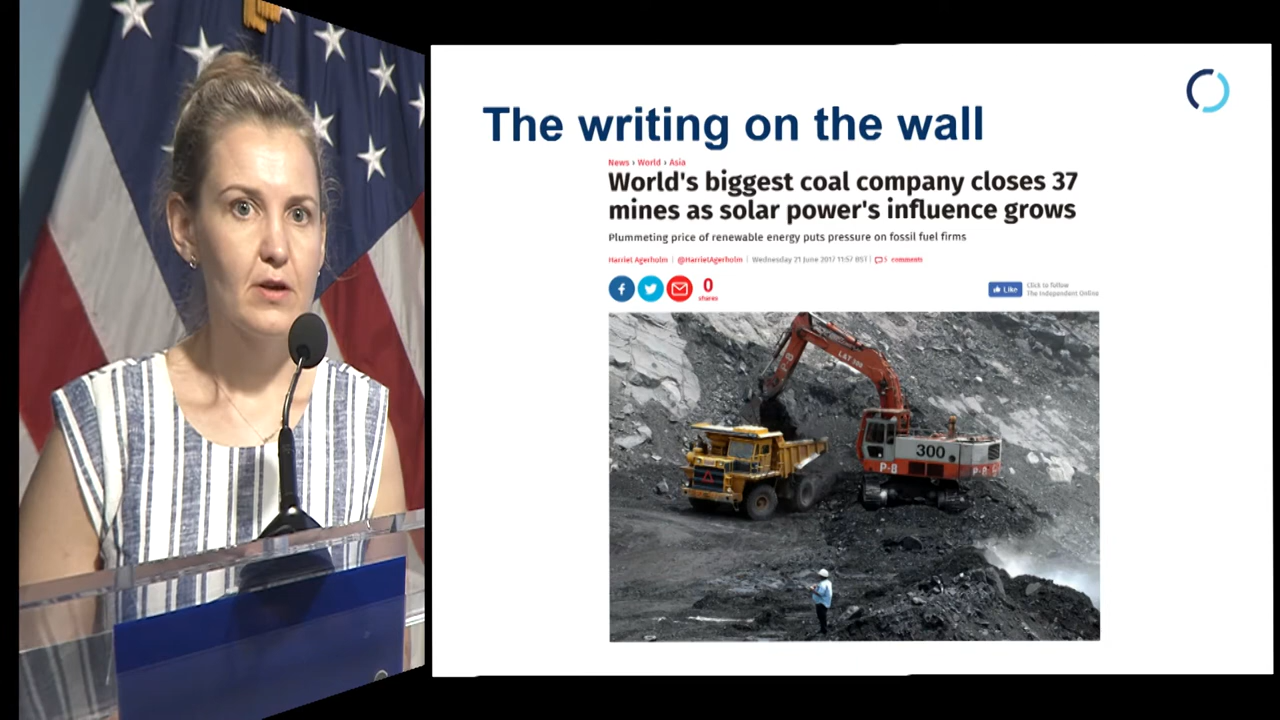 The writing on the wall
News › World › Asia
World's biggest coal company closes 37
mines as solar power's influence grows
Plummeting price of renewable energy puts pressure on fossil fuel firms
Harriet Agerholm | @HarrietAgerholm | Wednesday 21 June 2017 11:57 BST | 5 comments
0
shares
Like
Click to follow
The Independent Online
300
P-8
P-8